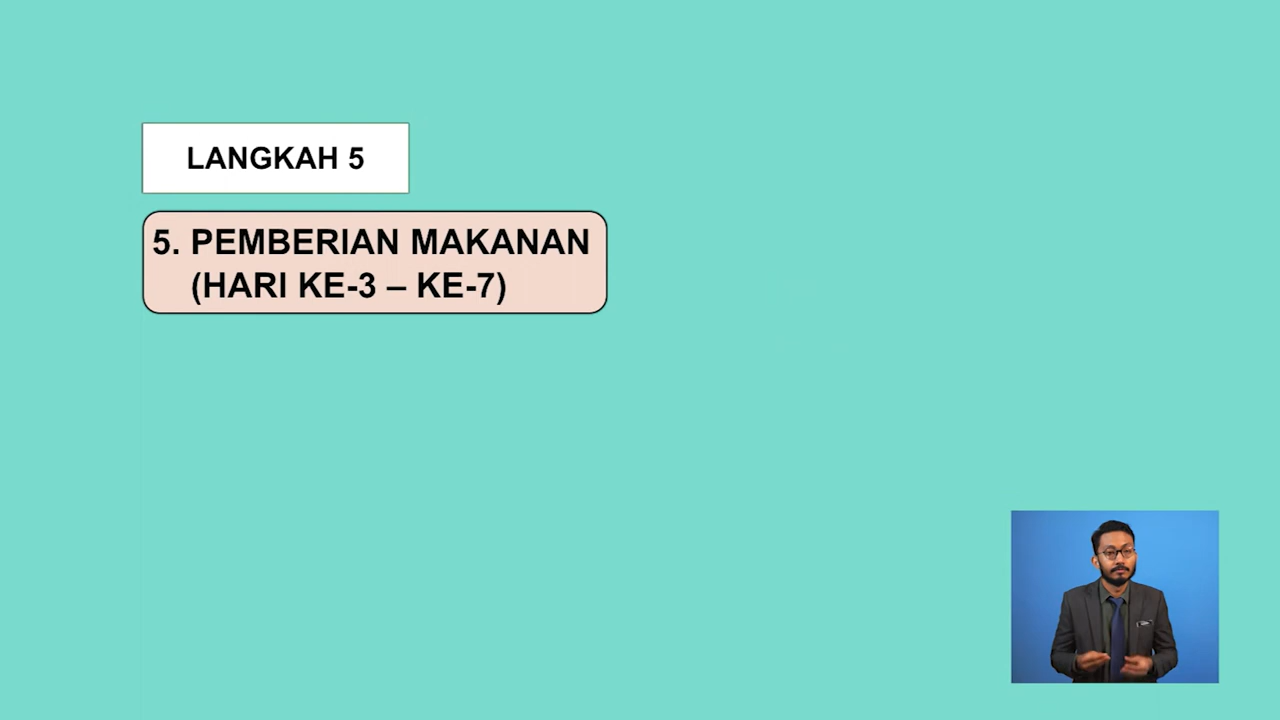 LANGKAH 5
5. PEMBERIAN MAKANAN
(HARI KE-3 – KE-7)